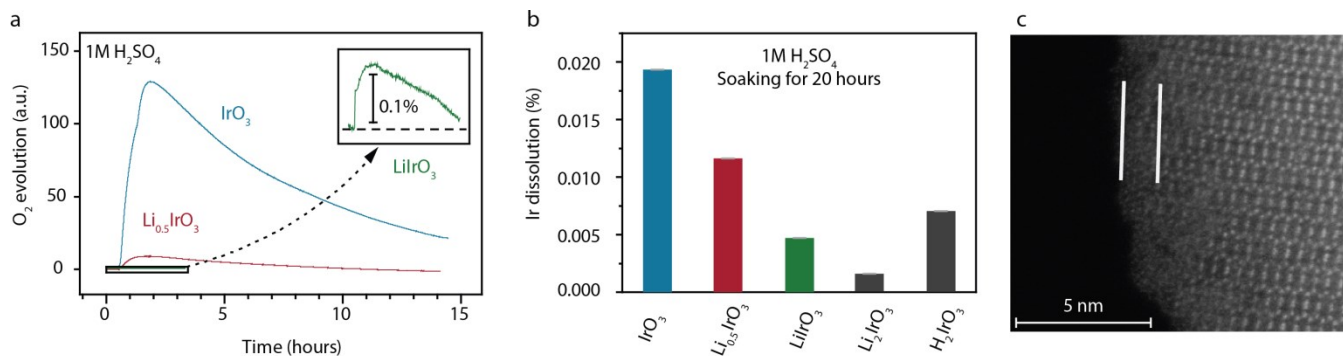 a
1M H₂SO₄
150
100
50
0
O₂ evolution (a.u.)
IrO₃
Li₀.₅IrO₃
0.1%
LiIrO₃
0
5
10
15
Time (hours)
b
1M H₂SO₄
Soaking for 20 hours
0.020
0.015
0.010
0.005
0.000
Ir dissolution (%)
IrO₃
Li₀.₅IrO₃
LiIrO₃
Li₂IrO₃
H₂IrO₃
c
5 nm